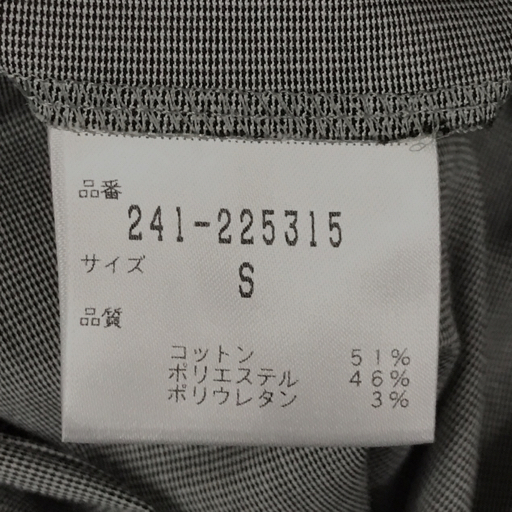 品番
241-225315
サイズ
S
品質
コットン 51%
ポリエステル 46%
ポリウレタン 3%